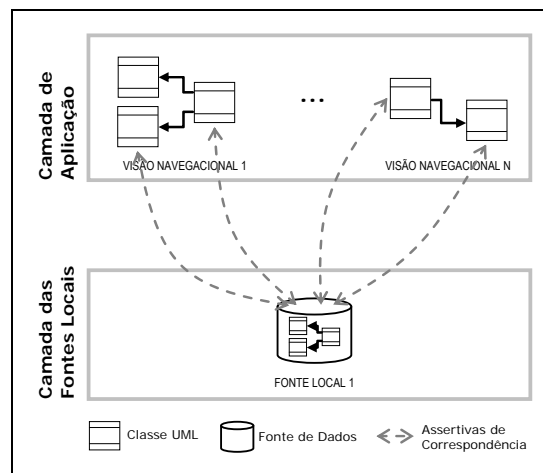 Camada de
Aplicação
...
VISÃO NAVEGACIONAL 1
VISÃO NAVEGACIONAL N
Camada das
Fontes Locais
FONTE LOCAL 1
Classe UML
Fonte de Dados
Assertivas de
Correspondência